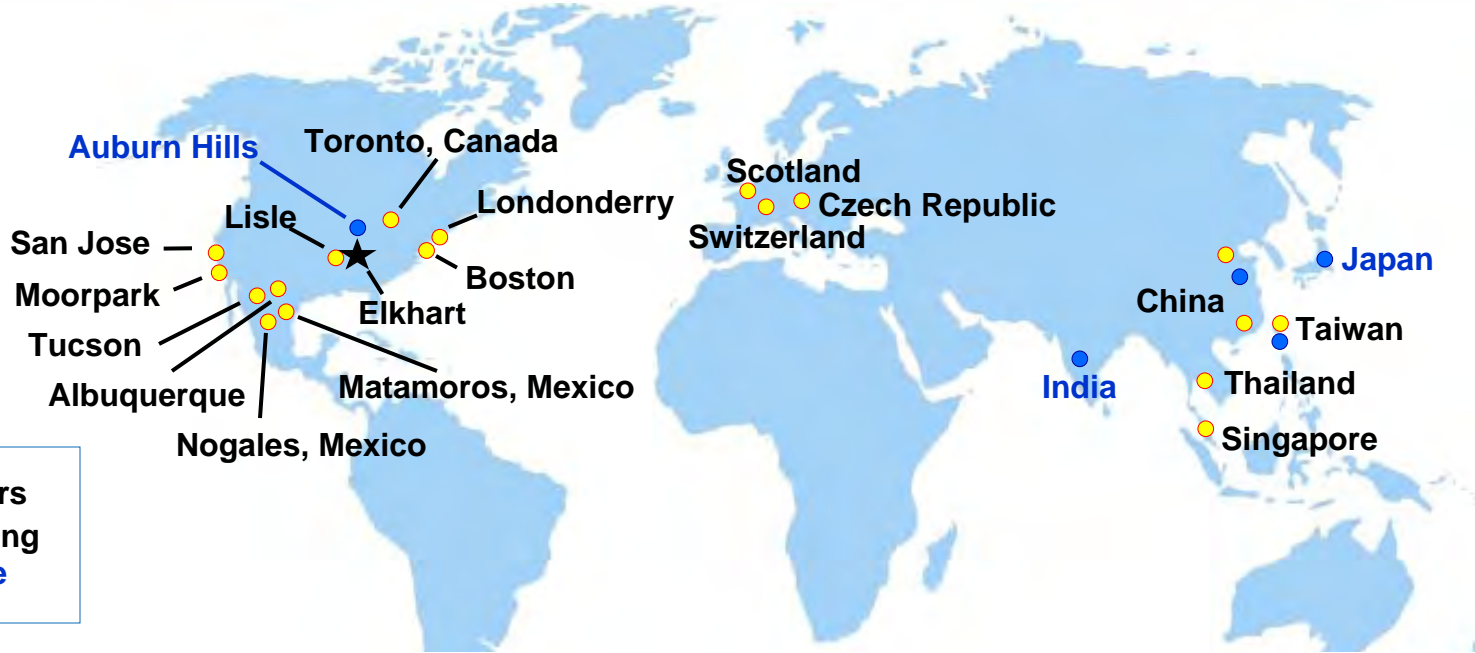 Auburn Hills
Toronto, Canada
Scotland
Londonderry
Lisle
Czech Republic
Switzerland
San Jose
Japan
Boston
Moorpark
China
Elkhart
Taiwan
Tucson
Thailand
India
Matamoros, Mexico
Albuquerque
Singapore
Nogales, Mexico
rs
ng
e